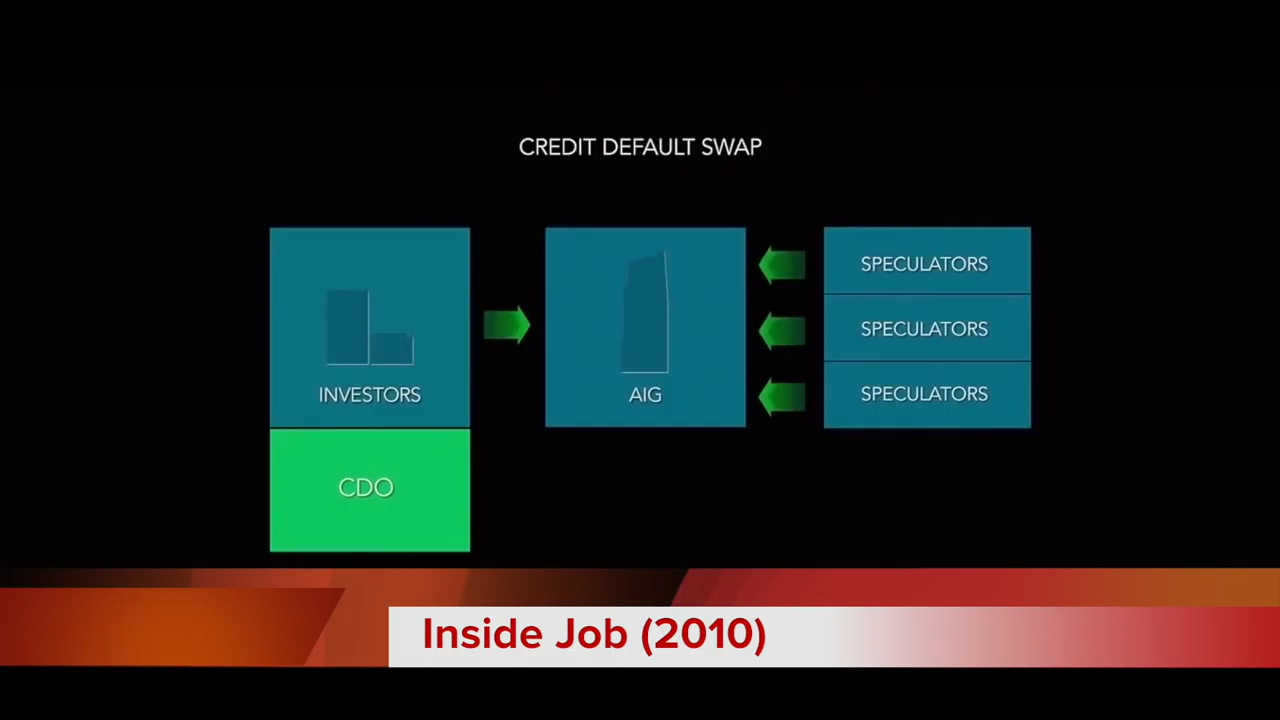 CREDIT DEFAULT SWAP
INVESTORS
CDO
AIG
SPECULATORS
SPECULATORS
SPECULATORS
Inside Job (2010)